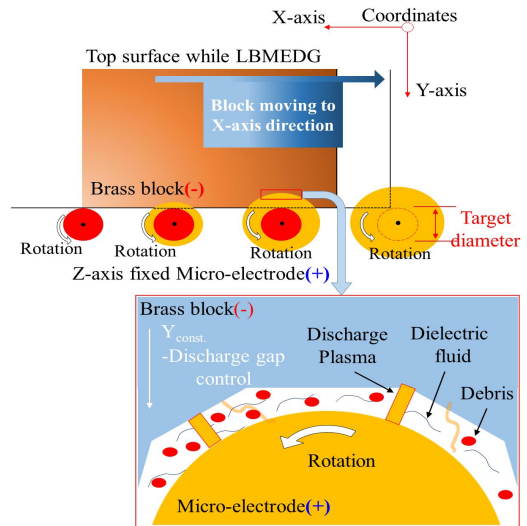 X-axis
Coordinates
Top surface while LBMEDG
Y-axis
Block moving to
X-axis direction
Brass block(-)
Rotation
Rotation
Rotation
Rotation
Target
diameter
Z-axis fixed Micro-electrode(+)
Brass block(-)
Yconst.
-Discharge gap
control
Discharge
Plasma
Dielectric
fluid
Debris
Rotation
Micro-electrode(+)